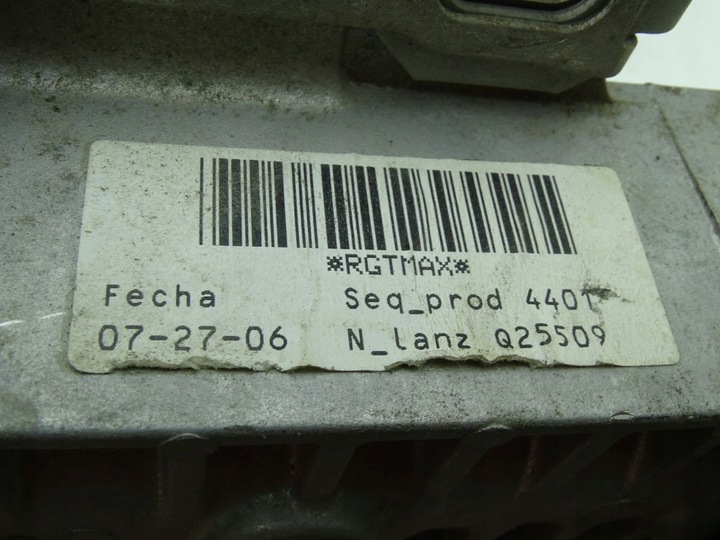 *RGTMAX*
Fecha Seq_prod 4401
07-27-06 N_lanz Q25509